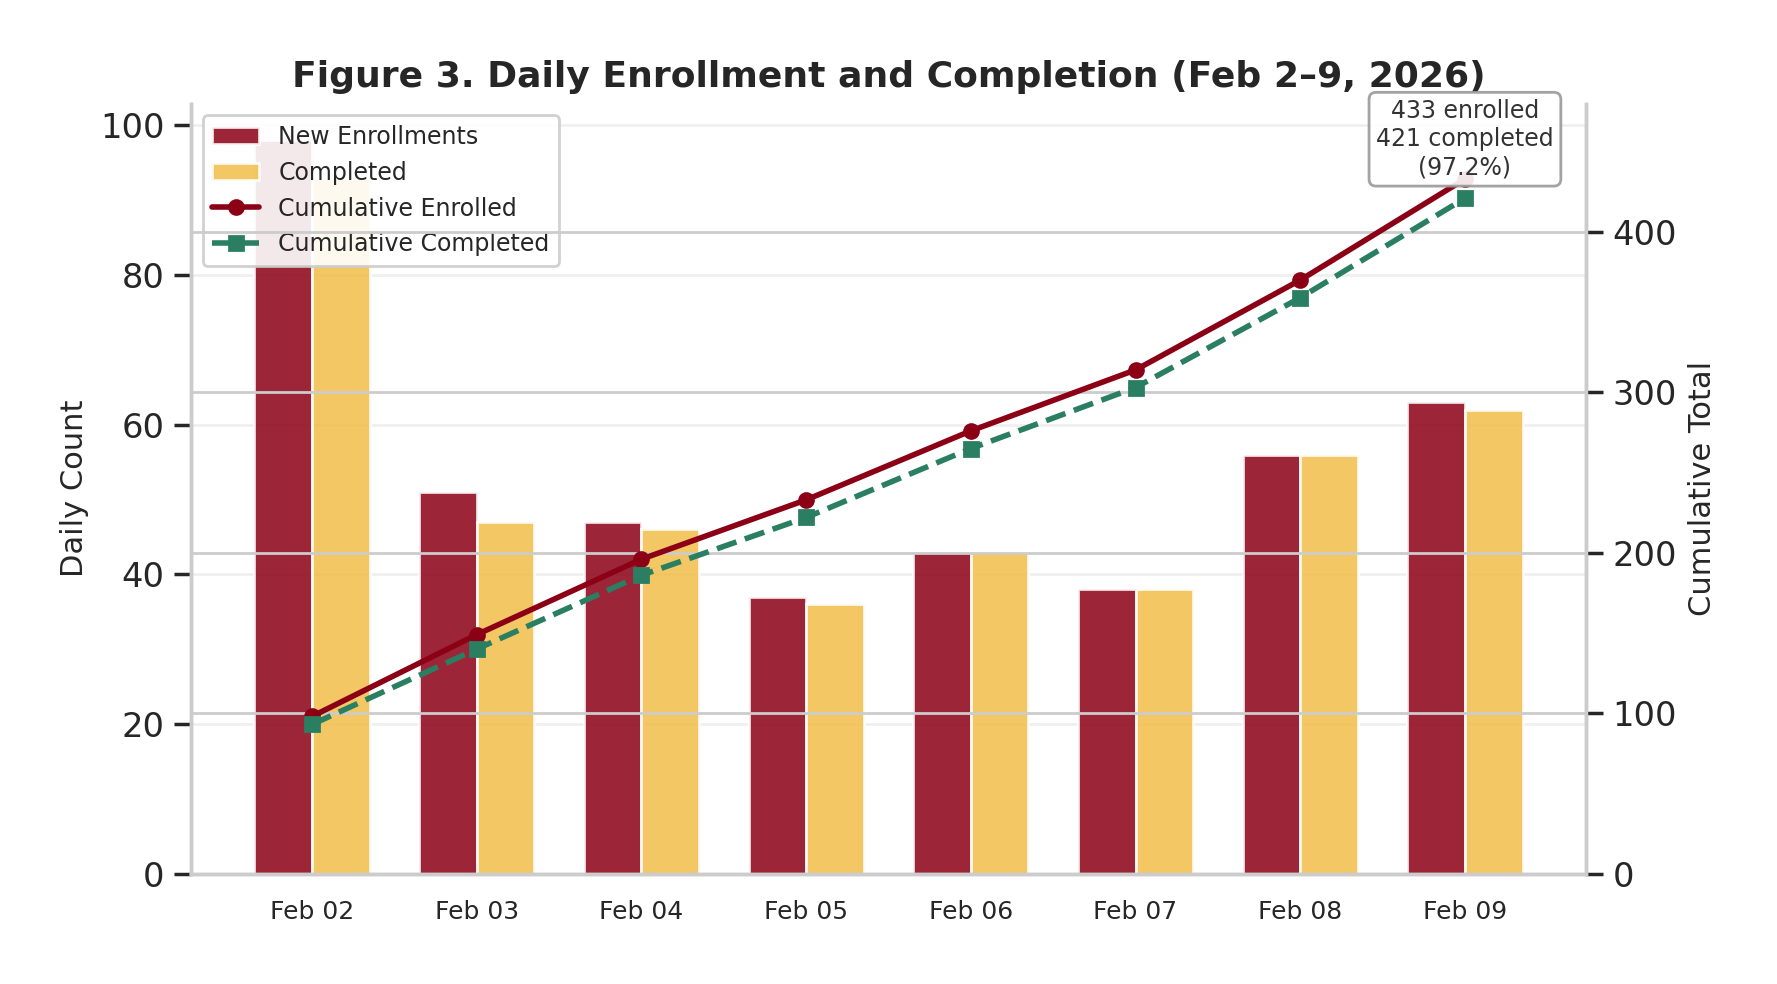 Figure 3. Daily Enrollment and Completion (Feb 2–9, 2026)
433 enrolled
421 completed
(97.2%)
New Enrollments
Completed
Cumulative Enrolled
Cumulative Completed
Daily Count
100
80
60
40
20
0
Cumulative Total
400
300
200
100
0
Feb 02
Feb 03
Feb 04
Feb 05
Feb 06
Feb 07
Feb 08
Feb 09